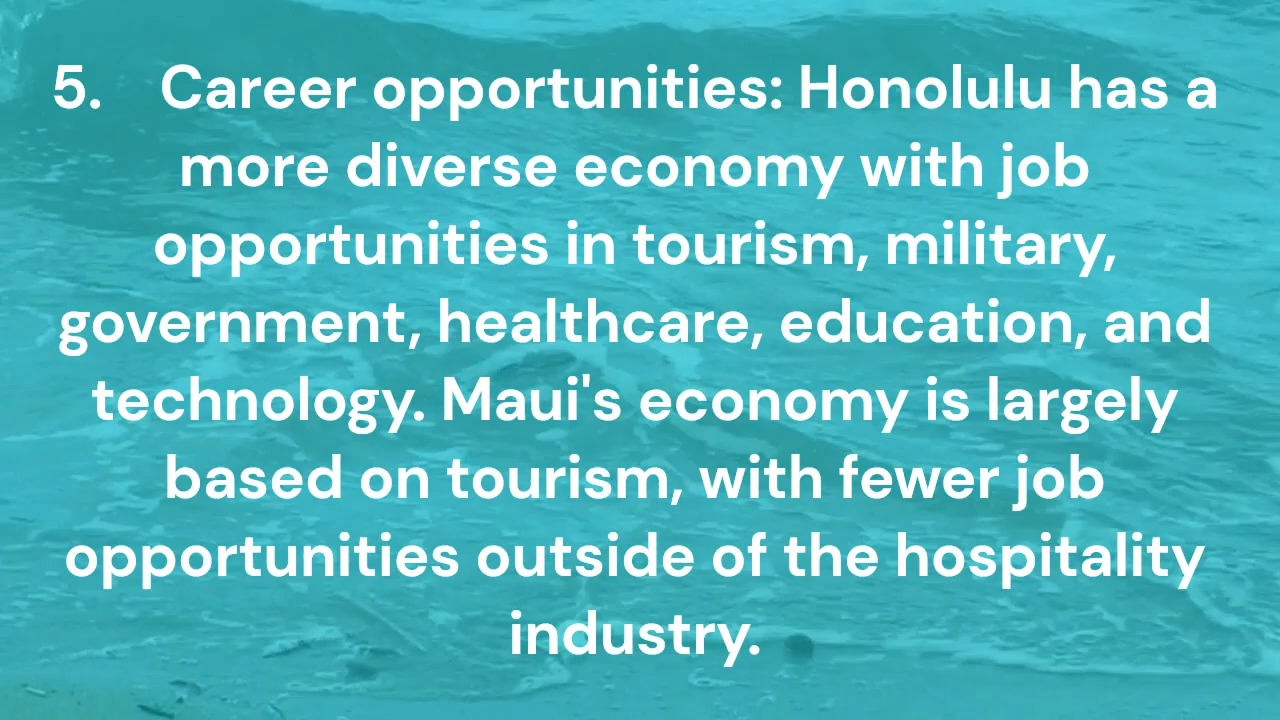 5. Career opportunities: Honolulu has a
more diverse economy with job
opportunities in tourism, military,
government, healthcare, education, and
technology. Maui's economy is largely
based on tourism, with fewer job
opportunities outside of the hospitality
industry.